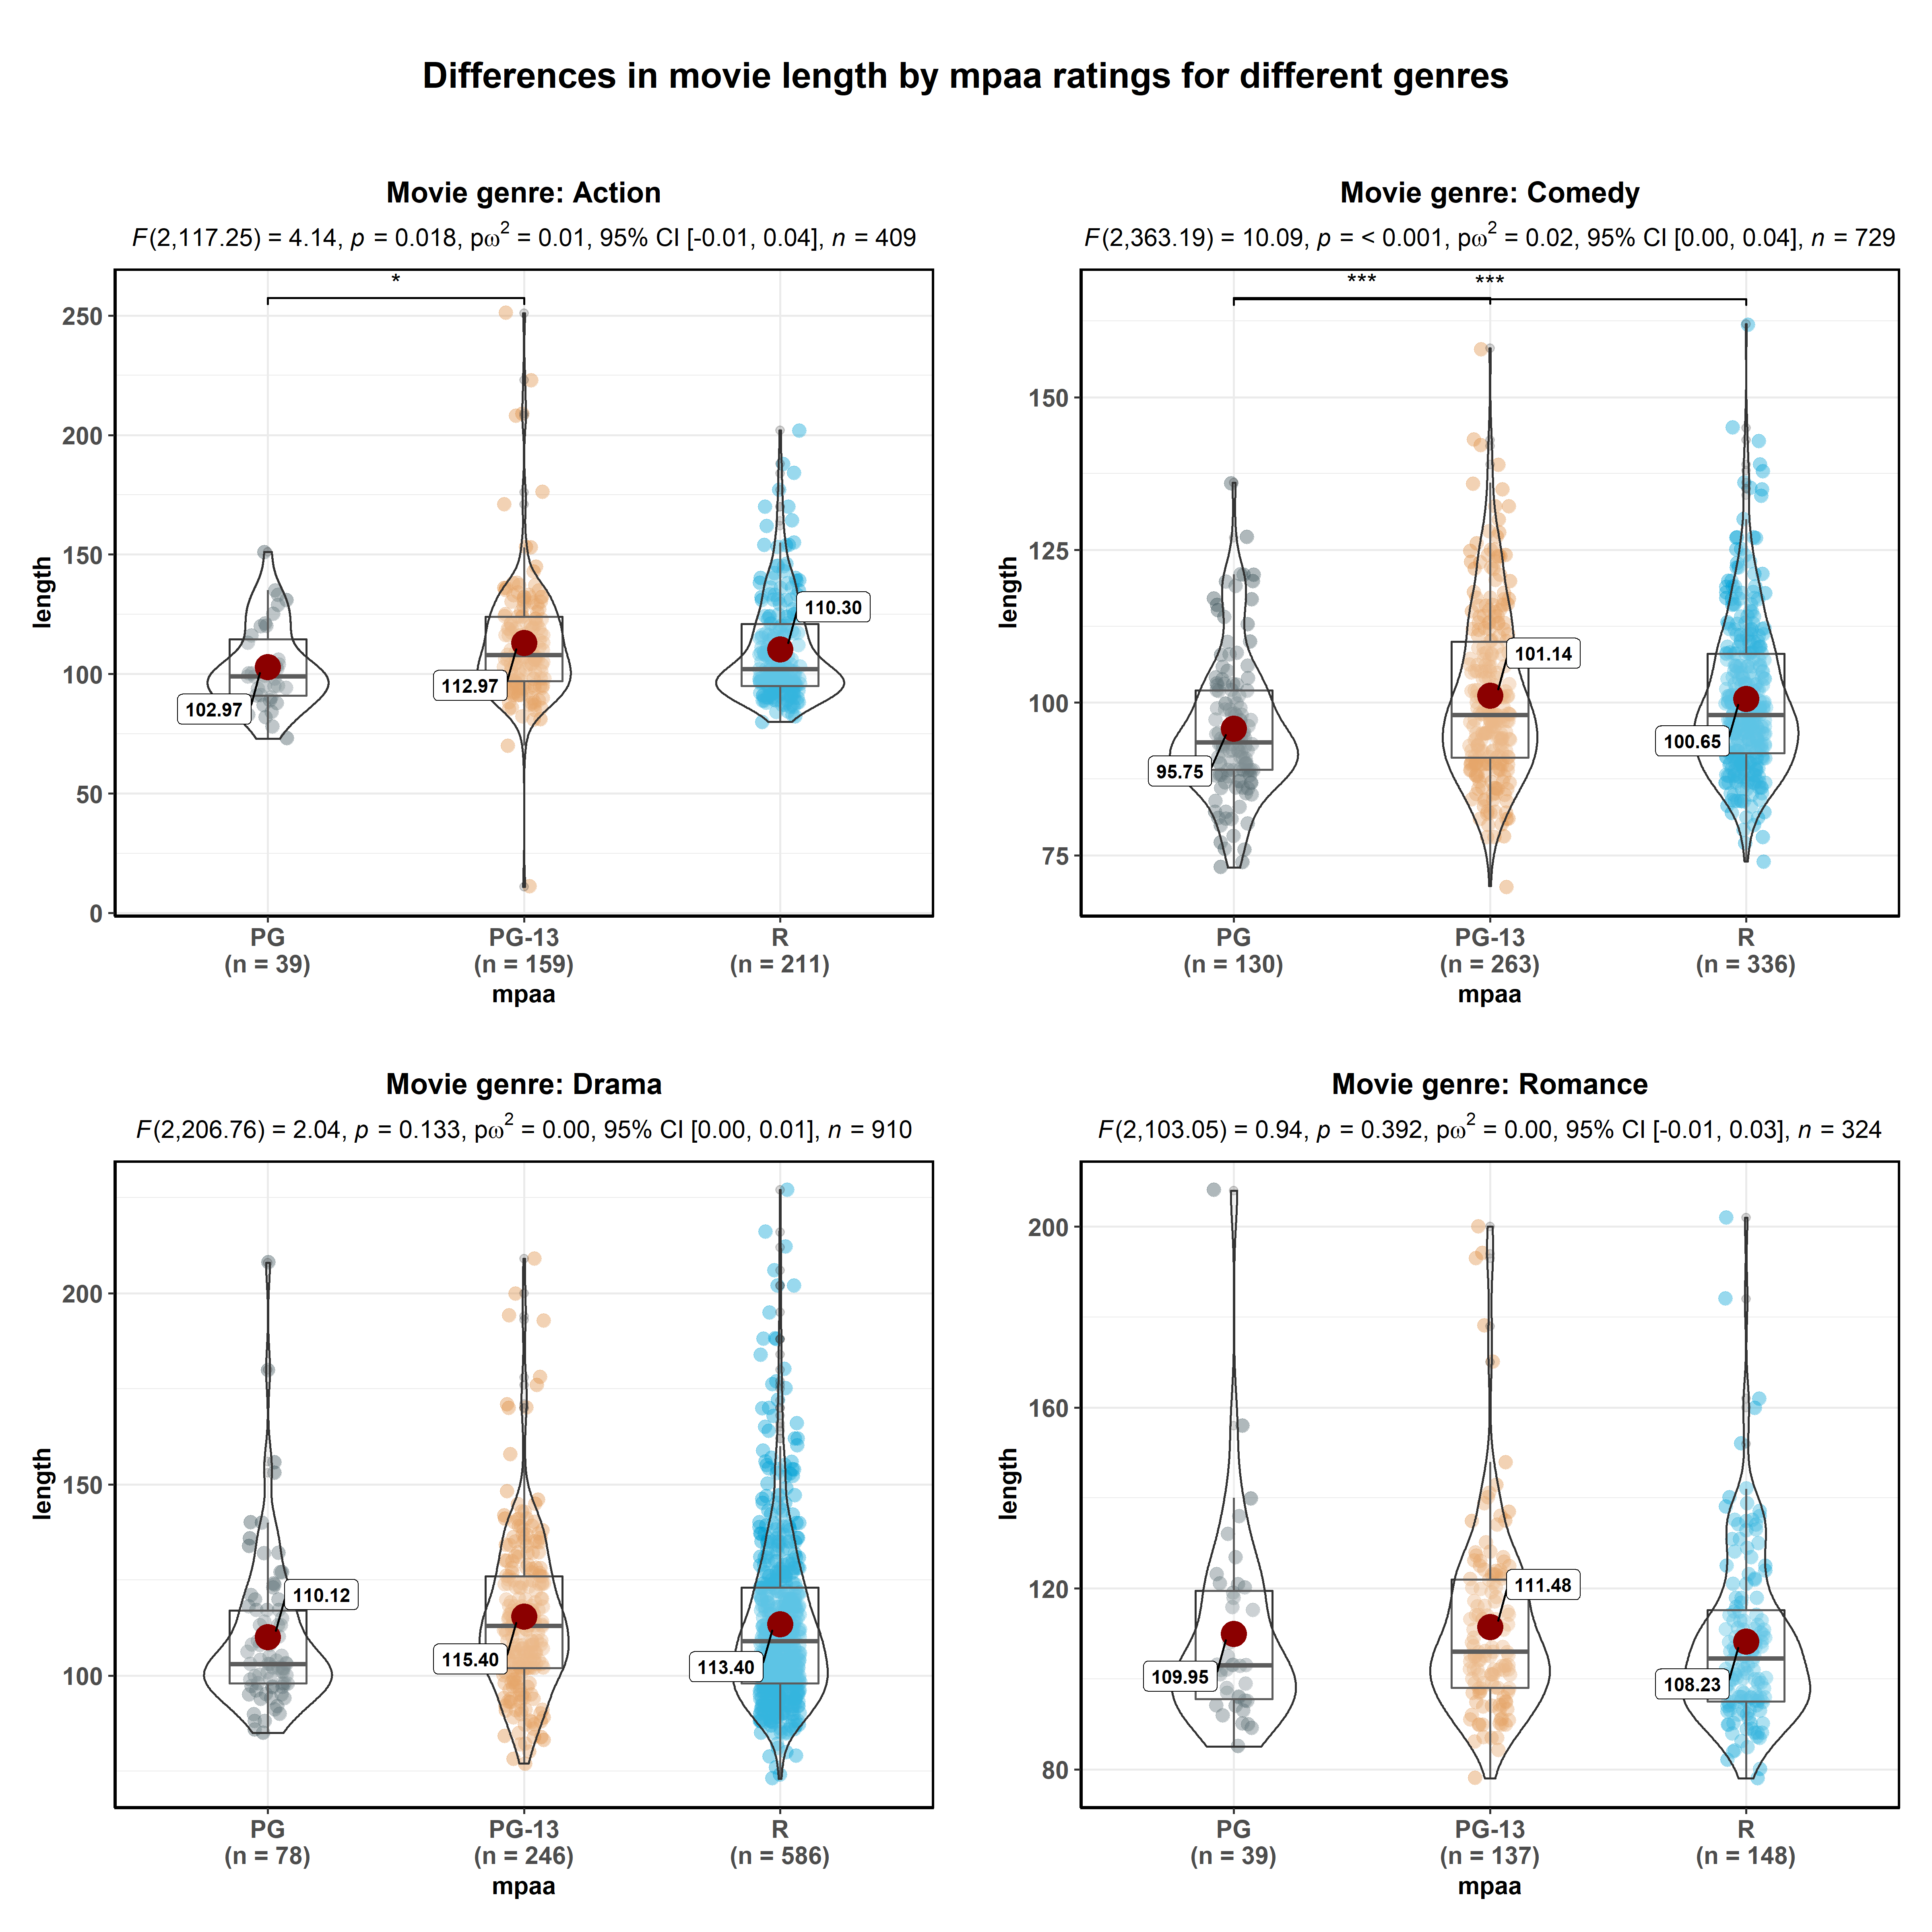 Differences in movie length by mpaa ratings for different genres
Movie genre: Action
F(2,117.25) = 4.14, p = 0.018, pω² = 0.01, 95% CI [-0.01, 0.04], n = 409
*
250
200
150
100
50
0
length
102.97
112.97
110.30
PG
(n = 39)
PG-13
(n = 159)
R
(n = 211)
mpaa
Movie genre: Comedy
F(2,363.19) = 10.09, p = < 0.001, pω² = 0.02, 95% CI [0.00, 0.04], n = 729
*** ***
150
125
100
75
length
95.75
101.14
100.65
PG
(n = 130)
PG-13
(n = 263)
R
(n = 336)
mpaa
Movie genre: Drama
F(2,206.76) = 2.04, p = 0.133, pω² = 0.00, 95% CI [0.00, 0.01], n = 910
200
150
100
length
110.12
115.40
113.40
PG
(n = 78)
PG-13
(n = 246)
R
(n = 586)
mpaa
Movie genre: Romance
F(2,103.05) = 0.94, p = 0.392, pω² = 0.00, 95% CI [-0.01, 0.03], n = 324
200
160
120
80
length
109.95
111.48
108.23
PG
(n = 39)
PG-13
(n = 137)
R
(n = 148)
mpaa